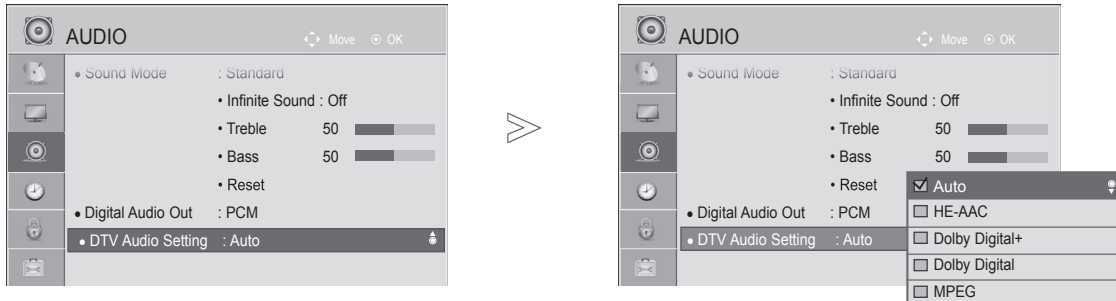 AUDIO
Move OK
• Sound Mode : Standard
• Infinite Sound : Off
• Treble 50
• Bass 50
• Reset
• Digital Audio Out : PCM
• DTV Audio Setting : Auto
AUDIO
Move OK
• Sound Mode : Standard
• Infinite Sound : Off
• Treble 50
• Bass 50
• Reset
• Digital Audio Out : PCM
• DTV Audio Setting : Auto
Auto
HE-AAC
Dolby Digital+
Dolby Digital
MPEG